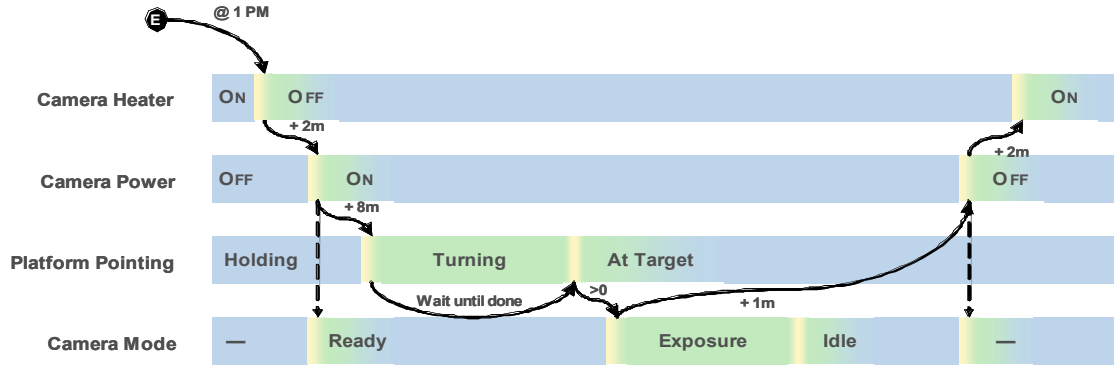 E
@ 1 PM
Camera Heater ON OFF ON
+ 2m
+ 2m
Camera Power OFF ON OFF
+ 8m
Platform Pointing Holding Turning At Target
Wait until done >0 + 1m
Camera Mode — Ready Exposure Idle —